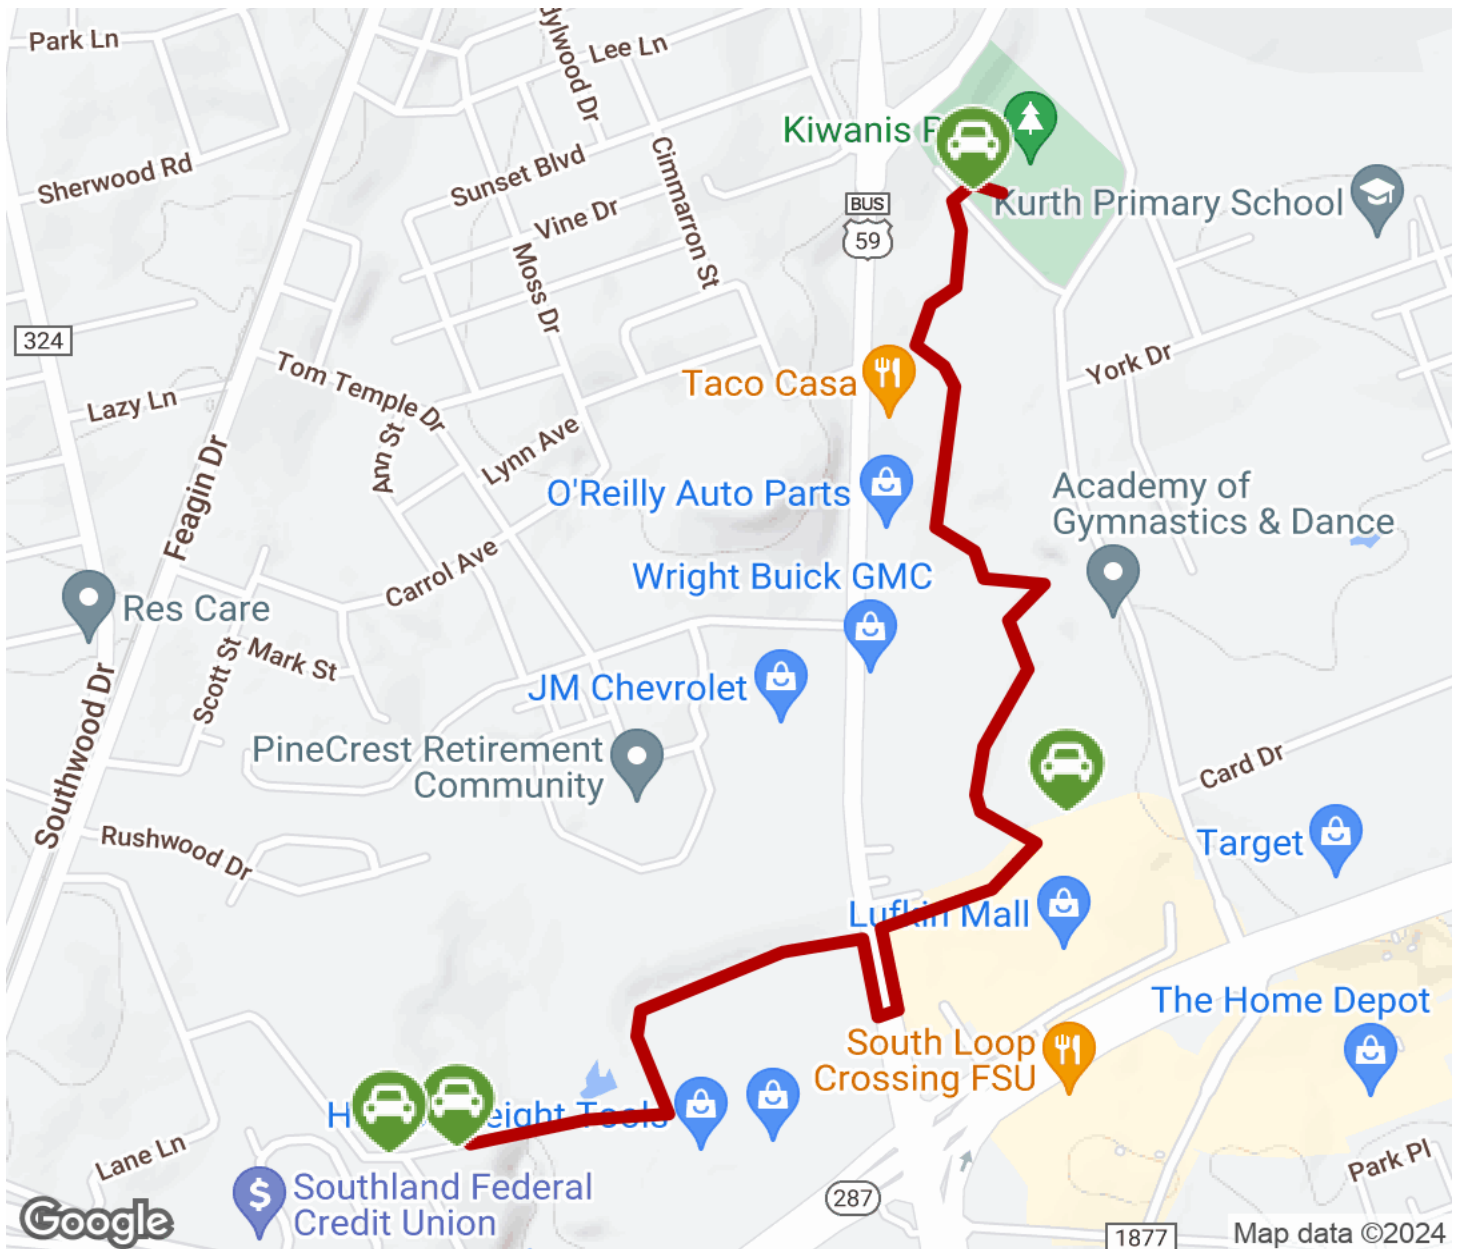 Park Ln
Lee Ln
Sherwood Rd
Sunset Blvd
Vine Dr
Cimmarron St
Moss Dr
Kiwanis
Kurth Primary School
BUS
59
324
Tom Temple Dr
Lazy Ln
Ann St
Lynn Ave
Taco Casa
York Dr
Feagin Dr
O'Reilly Auto Parts
Academy of
Gymnastics & Dance
Carrol Ave
Wright Buick GMC
Res Care
Mark St
Scott St
JM Chevrolet
PineCrest Retirement
Community
Southwood Dr
Card Dr
Rushwood Dr
Target
Lufkin Mall
The Home Depot
South Loop
Crossing FSU
Tools
Lane Ln
Southland Federal
Credit Union
287
Park Pl
1877
Google
Map data ©2024